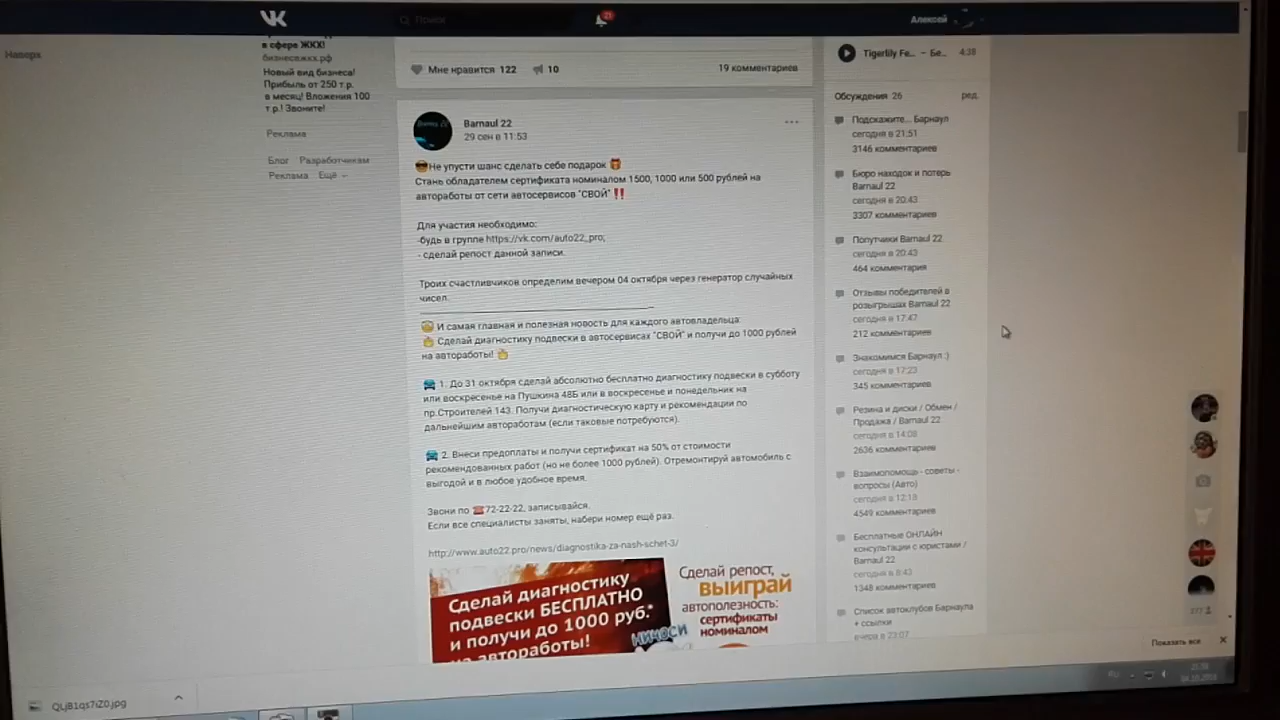 Поиск
21
Алексей
Наверх
в сфере ЖКХ!
бизнесвжкх.рф
Новый вид бизнеса!
Прибыль от 250 т.р.
в месяц! Вложения 100
т.р.! Звоните!
Реклама
Блог Разработчикам
Реклама Ещё
Мне нравится 122 10 19 комментариев
Barnaul 22
29 сен в 11:53
Не упусти шанс сделать себе подарок
Стань обладателем сертификата номиналом 1500, 1000 или 500 рублей на
автоработы от сети автосервисов "СВОЙ" !!
Для участия необходимо:
-будь в группе https://vk.com/auto22_pro;
- сделай репост данной записи.
Троих счастливчиков определим вечером 04 октября через генератор случайных
чисел.
И самая главная и полезная новость для каждого автовладельца:
Сделай диагностику подвески в автосервисах "СВОЙ" и получи до 1000 рублей
на автоработы!
1. До 31 октября сделай абсолютно бесплатно диагностику подвески в субботу
или воскресенье на Пушкина 48Б или в воскресенье и понедельник на
пр.Строителей 143. Получи диагностическую карту и рекомендации по
дальнейшим автоработам (если таковые потребуются).
2. Внеси предоплаты и получи сертификат на 50% от стоимости
рекомендованных работ (но не более 1000 рублей). Отремонтируй автомобиль с
выгодой и в любое удобное время.
Звони по 72-22-22, записывайся.
Если все специалисты заняты, набери номер ещё раз.
http://www.auto22.pro/news/diagnostika-za-nash-schet-3/
Сделай диагностику
подвески БЕСПЛАТНО
и получи до 1000 руб.*
на автоработы!
Сделай репост,
выиграй
автополезность:
сертификаты
номиналом
Tigerlily Fe... – Бе... 4:38
Обсуждения 26 ред.
Подскажите... Барнаул
сегодня в 21:51
3146 комментариев
Бюро находок и потерь
Barnaul 22
сегодня в 20:43
3307 комментариев
Попутчики Barnaul 22
сегодня в 20:43
464 комментария
Отзывы победителей в
розыгрышах Barnaul 22
сегодня в 17:47
212 комментариев
Знакомимся Барнаул :)
сегодня в 17:23
345 комментариев
Резина и диски / Обмен /
Продажа / Barnaul 22
сегодня в 14:08
2636 комментариев
Взаимопомощь - советы -
вопросы (Авто)
сегодня в 12:19
4549 комментариев
Бесплатные ОНЛАЙН
консультации с юристами /
Barnaul 22
сегодня в 8:43
1348 комментариев
Список автоклубов Барнаула
+ ссылки
вчера в 23:07
Показать все
QLjB1qs7iZ0.jpg
RU